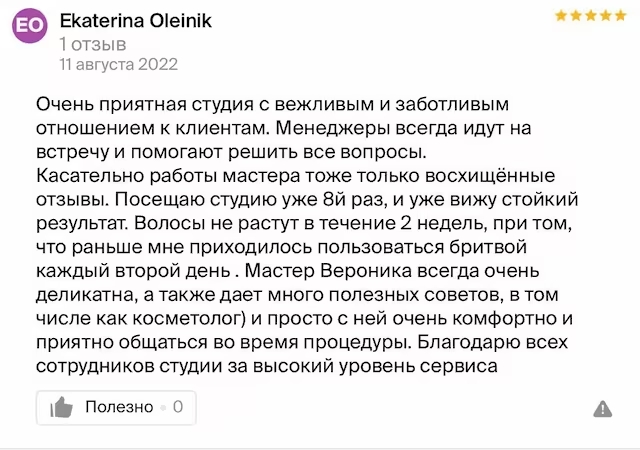 EO
Ekaterina Oleinik
1 отзыв
11 августа 2022
Очень приятная студия с вежливым и заботливым
отношением к клиентам. Менеджеры всегда идут на
встречу и помогают решить все вопросы.
Касательно работы мастера тоже только восхищённые
отзывы. Посещаю студию уже 8й раз, и уже вижу стойкий
результат. Волосы не растут в течение 2 недель, при том,
что раньше мне приходилось пользоваться бритвой
каждый второй день . Мастер Вероника всегда очень
деликатна, а также дает много полезных советов, в том
числе как косметолог) и просто с ней очень комфортно и
приятно общаться во время процедуры. Благодарю всех
сотрудников студии за высокий уровень сервиса
Полезно • 0